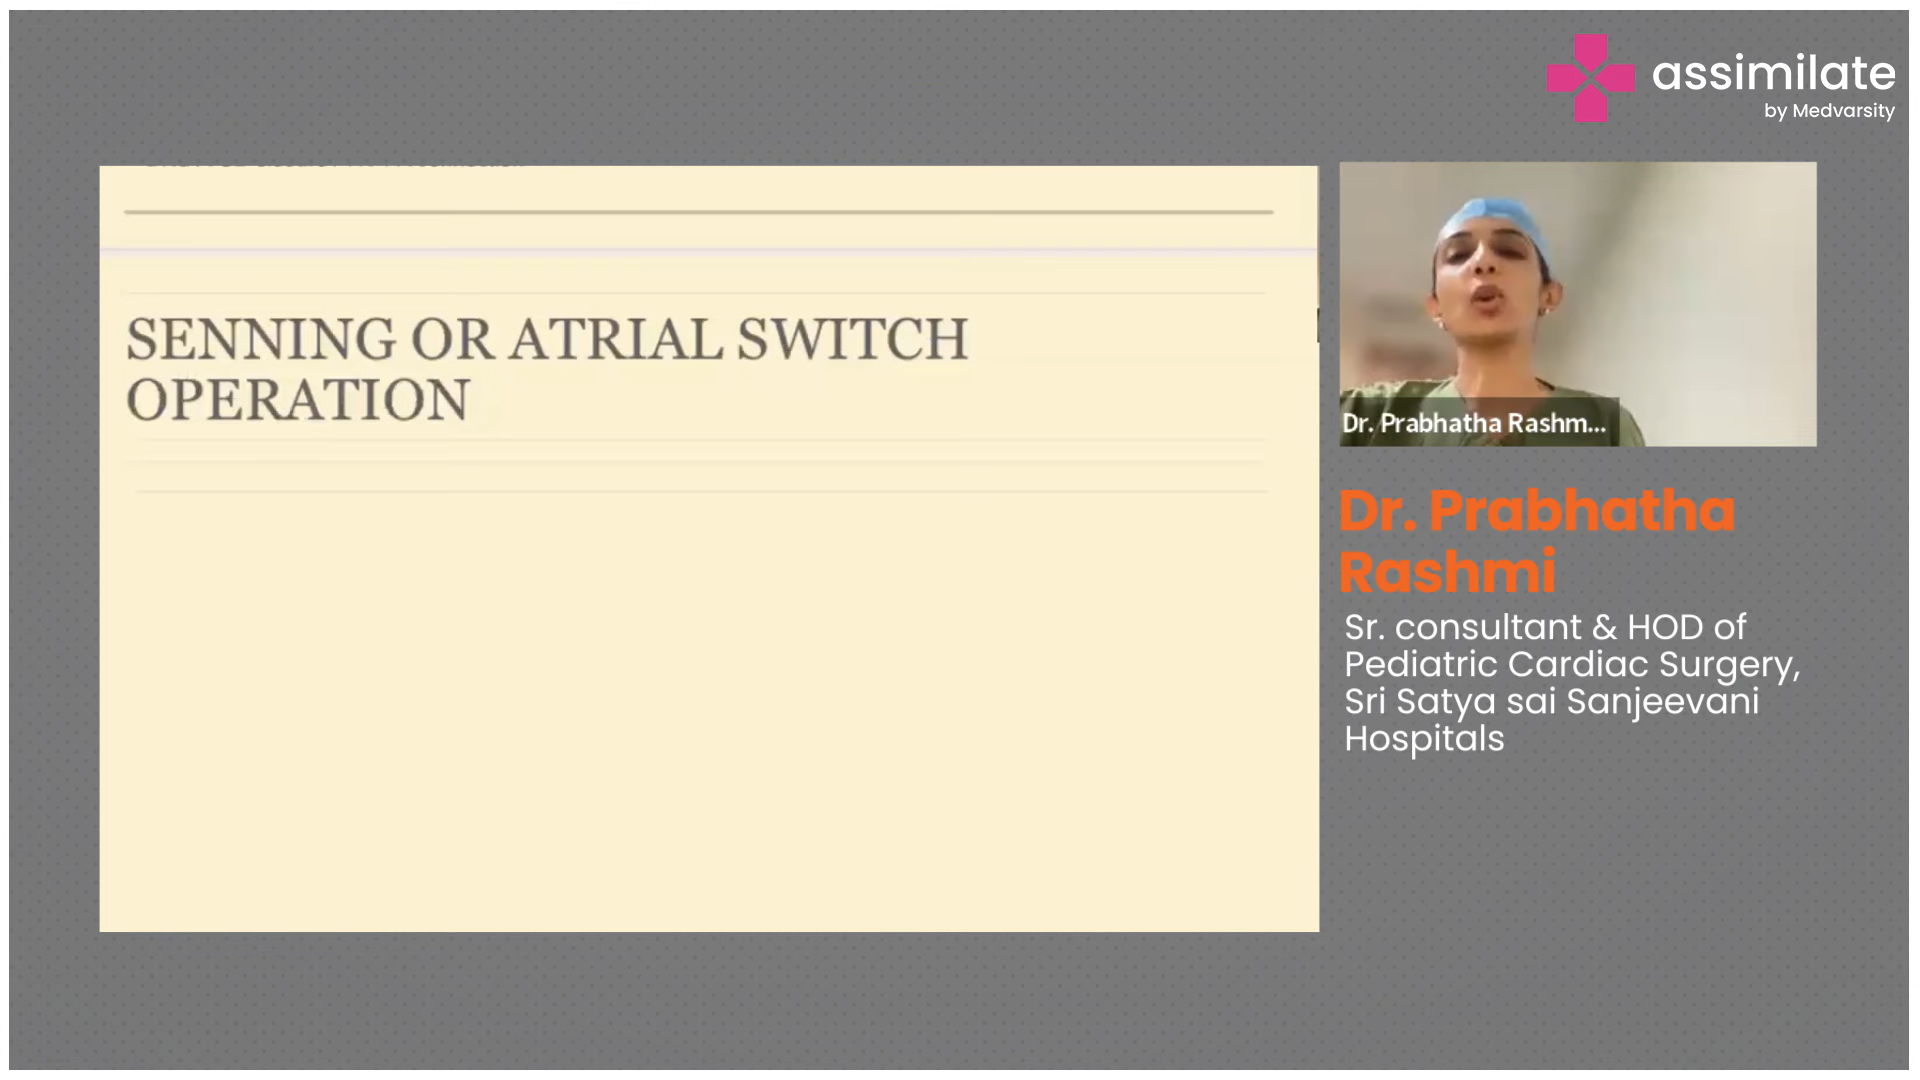 assimilate
by Medvarsity
SENNING OR ATRIAL SWITCH
OPERATION
Dr. Prabhatha Rashm...
Dr. Prabhatha
Rashmi
Sr. consultant & HOD of
Pediatric Cardiac Surgery,
Sri Satya sai Sanjeevani
Hospitals